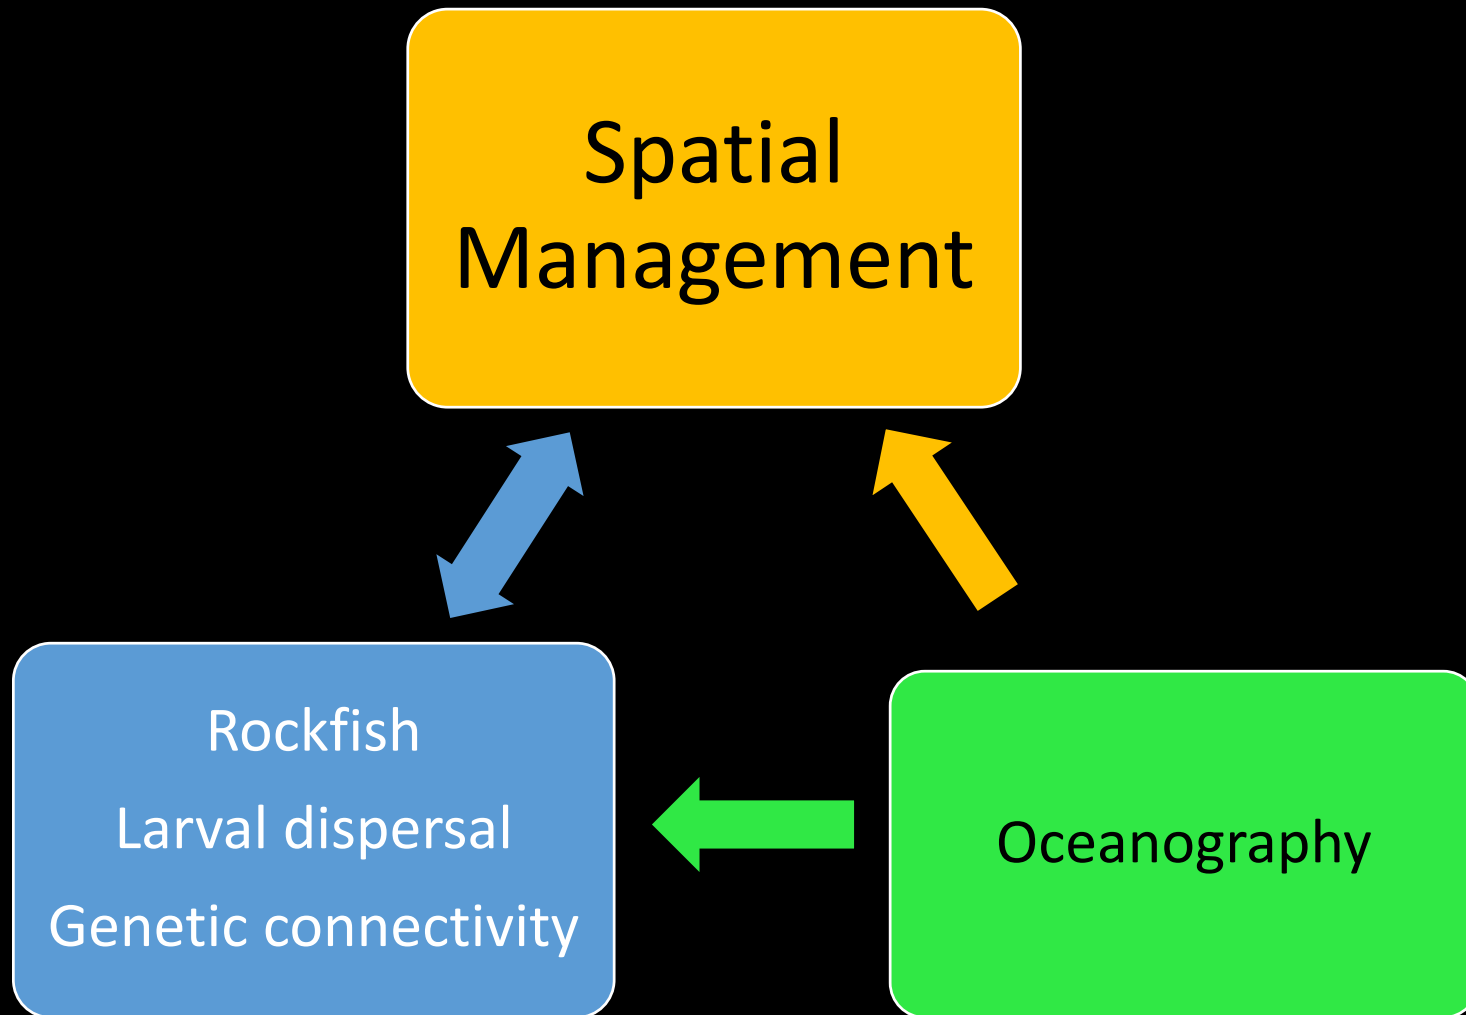 Spatial
Management
Rockfish
Larval dispersal
Genetic connectivity
Oceanography